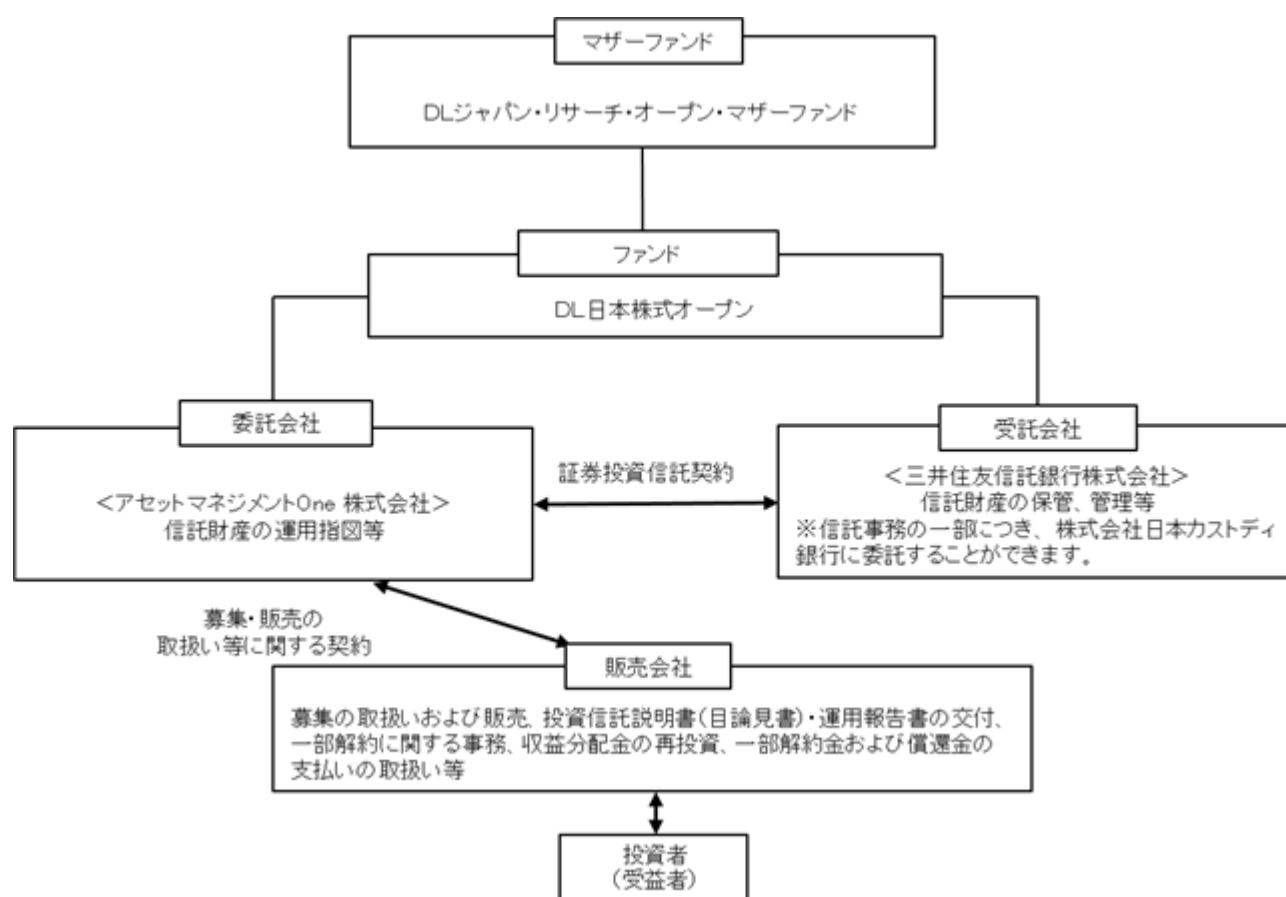 マザーファンド
DLジャパン・リサーチ・オープン・マザーファンド
ファンド
DL日本株式オープン
委託会社
＜アセットマネジメントOne 株式会社＞
信託財産の運用指図等
証券投資信託契約
受託会社
＜三井住友信託銀行株式会社＞
信託財産の保管、管理等
※信託事務の一部につき、株式会社日本カストディ
銀行に委託することができます。
募集・販売の
取扱い等に関する契約
販売会社
募集の取扱いおよび販売、投資信託説明書（目論見書）・運用報告書の交付、
一部解約に関する事務、収益分配金の再投資、一部解約金および償還金の
支払いの取扱い等
投資者
（受益者）